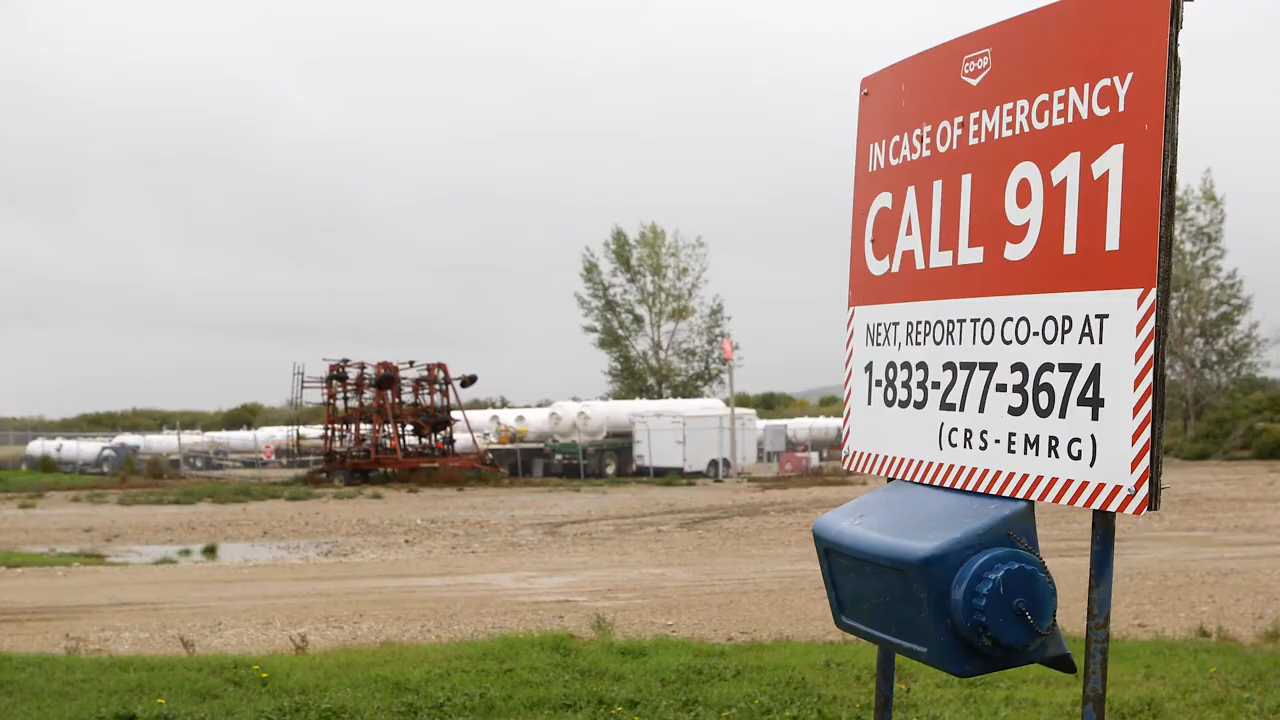 CO-OP
IN CASE OF EMERGENCY
CALL 911
NEXT, REPORT TO CO-OP AT
1-833-277-3674
(CRS-EMRG)